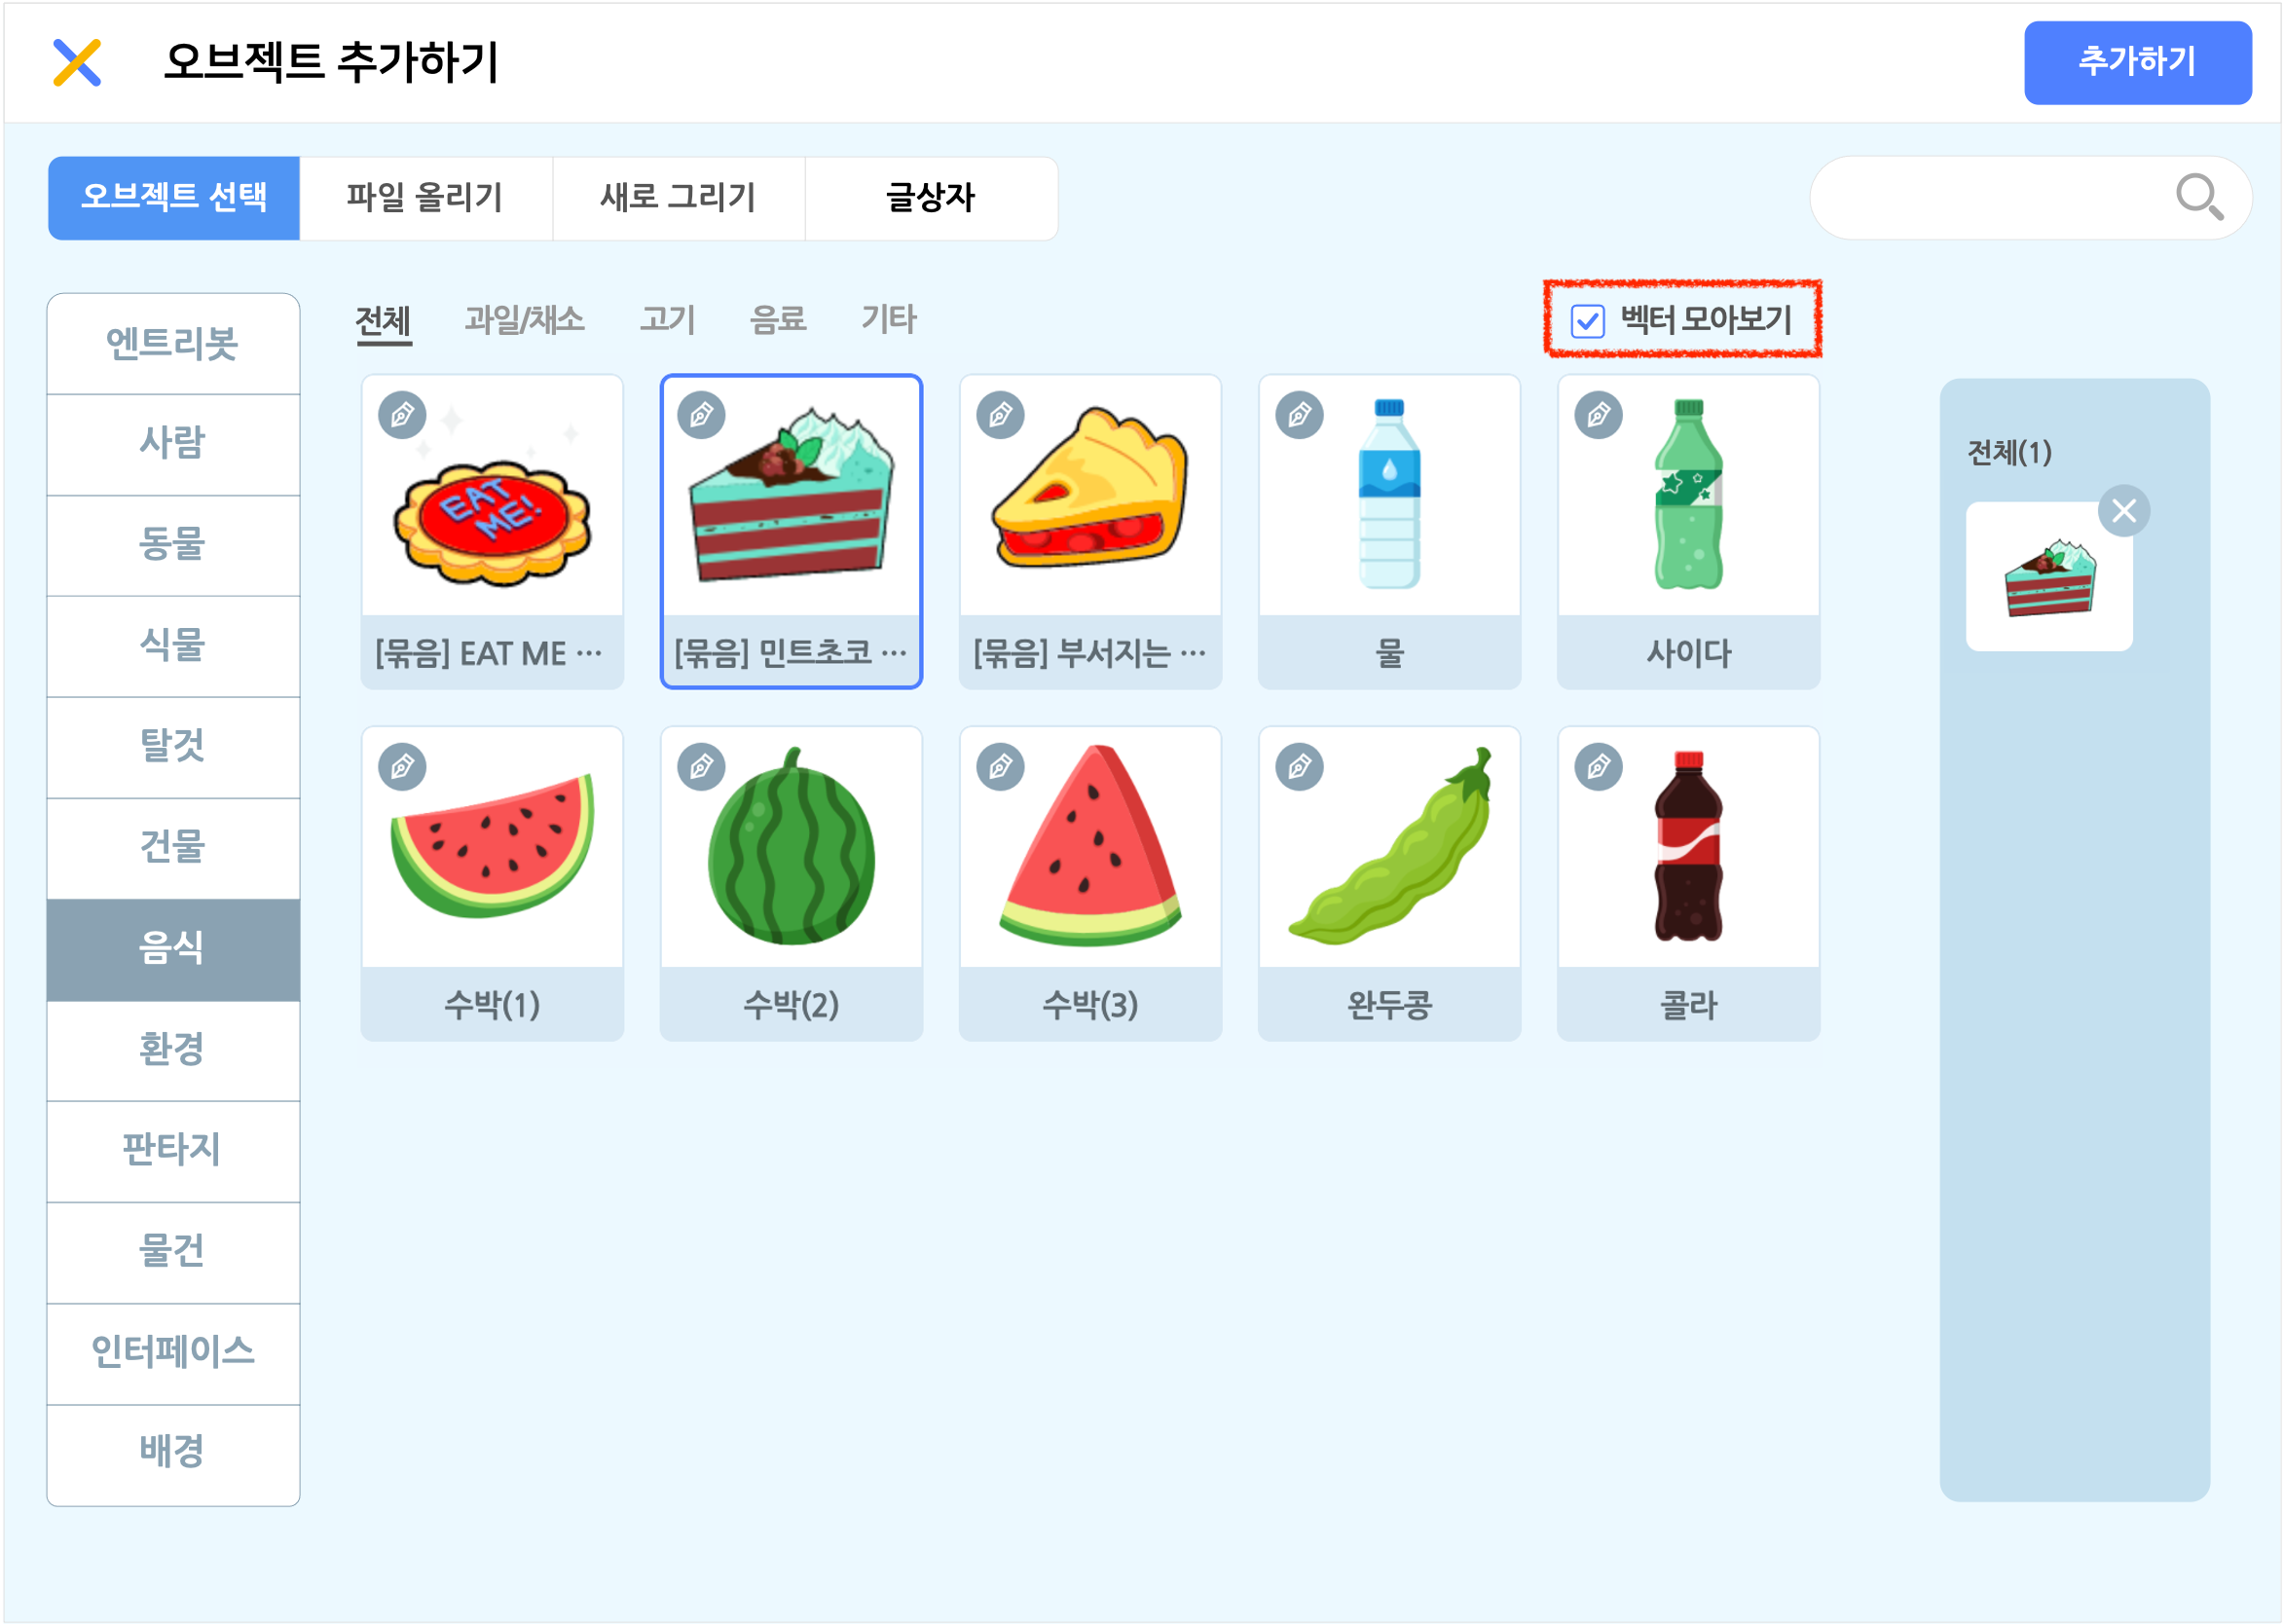 오브젝트 추가하기
추가하기
오브젝트 선택 파일 올리기 새로 그리기 글상자
엔트리봇
사람
동물
식물
탈것
건물
음식
환경
판타지
물건
인터페이스
배경
전체 과일/채소 고기 음료 기타
벡터 모아보기
EAT
ME!
[묶음] EAT ME ···
[묶음] 민트초코 ···
[묶음] 부서지는 ···
물
사이다
수박(1)
수박(2)
수박(3)
완두콩
콜라
전체(1)